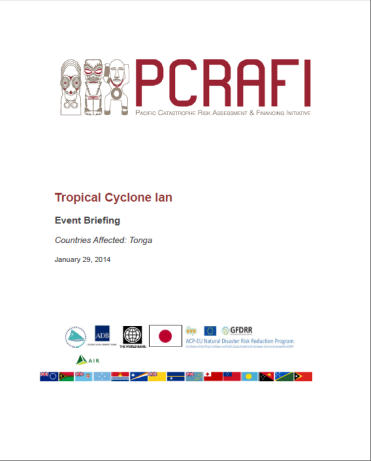 PCRAFI
PACIFIC CATASTROPHE RISK ASSESSMENT & FINANCING INITIATIVE
Tropical Cyclone Ian
Event Briefing
Countries Affected: Tonga
January 29, 2014
ADB
THE WORLD BANK
GFDRR
ACP-EU Natural Disaster Risk Reduction Program
AIR